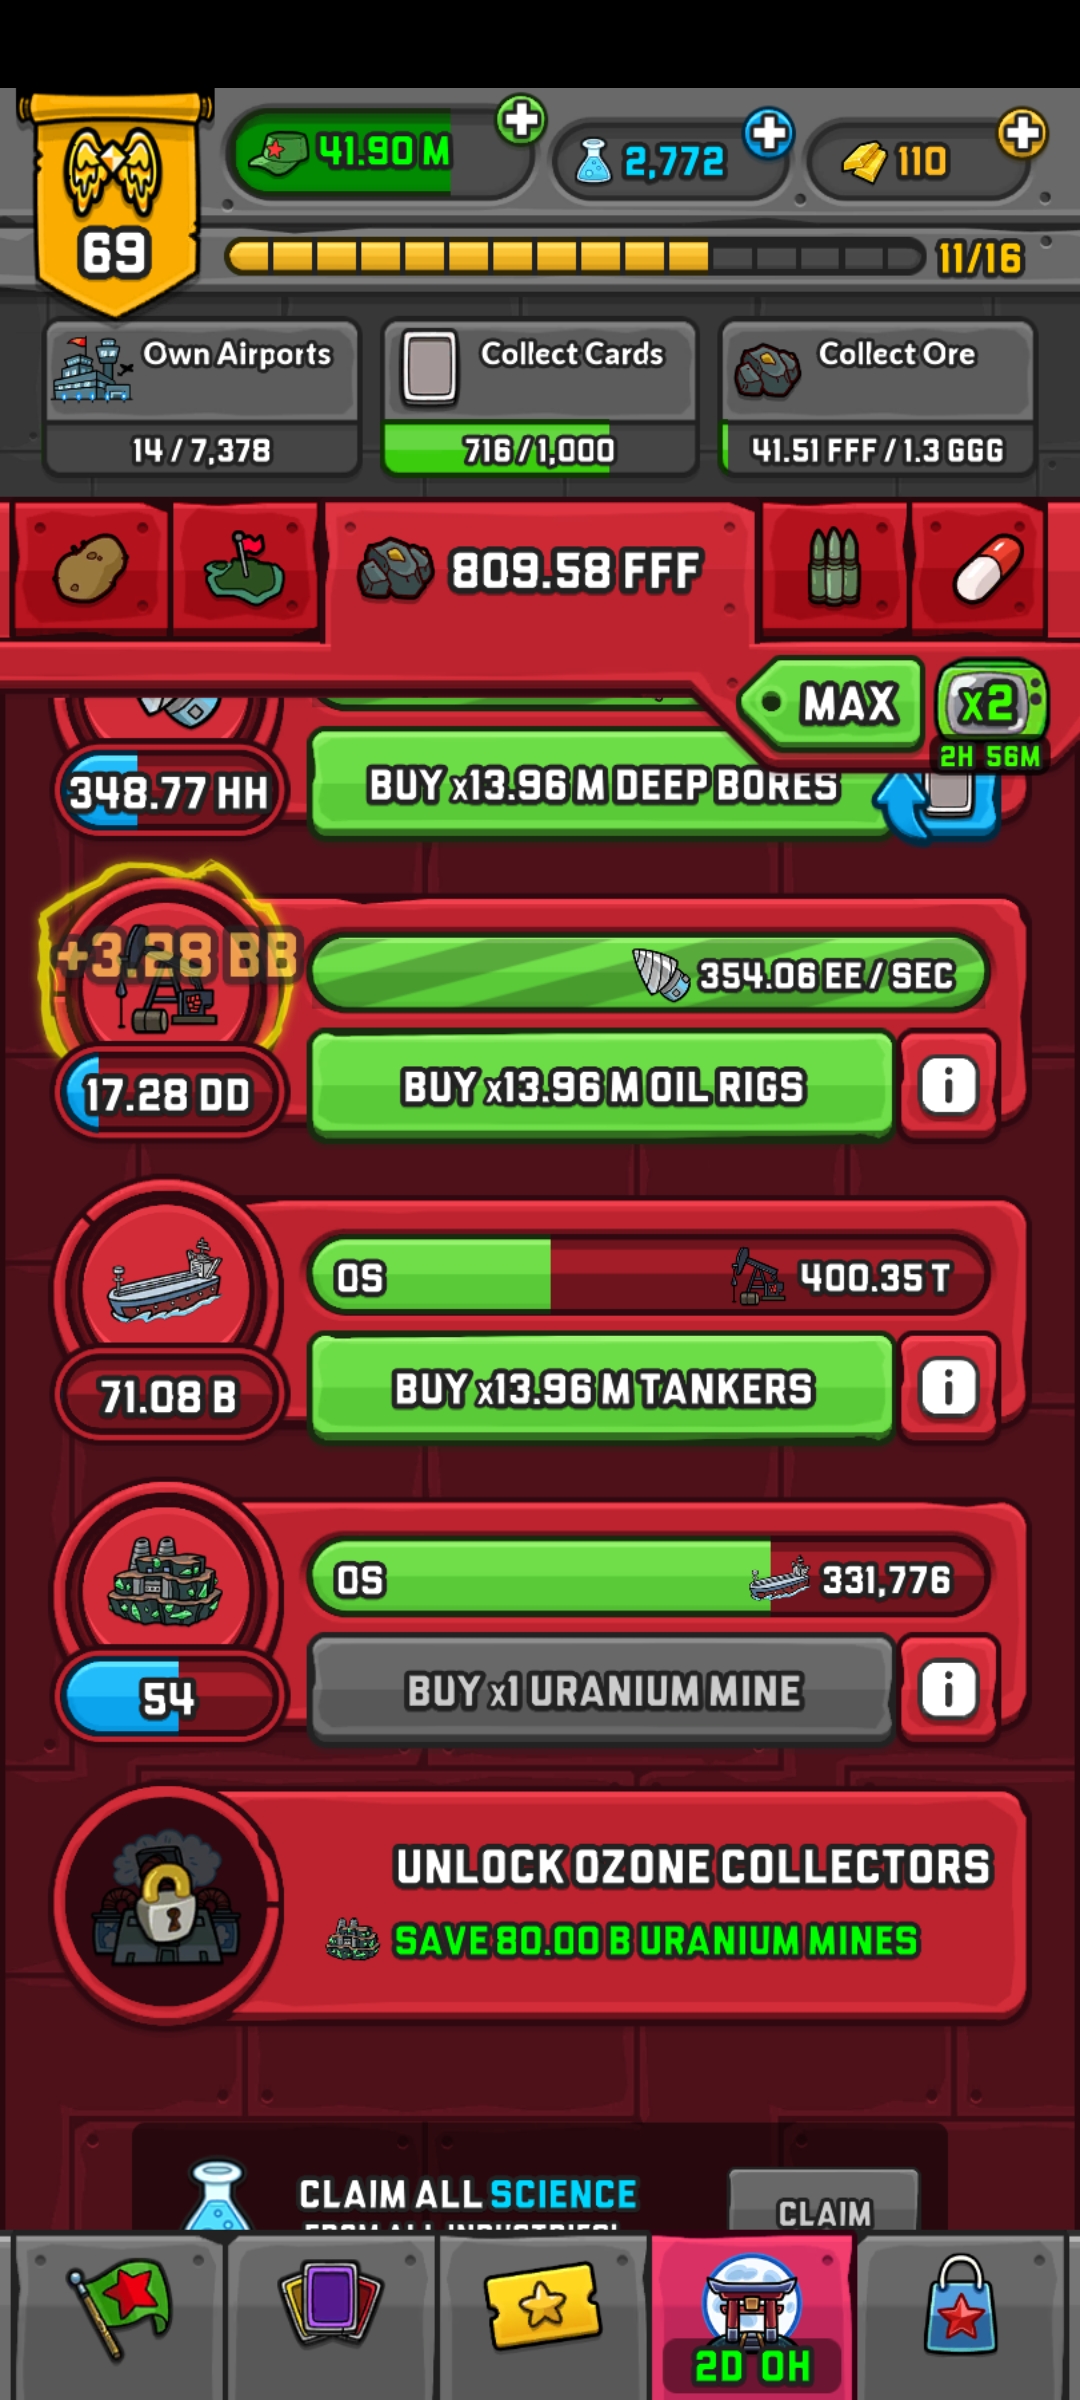 41.90 M
2,772
110
69
11/16
Own Airports
Collect Cards
Collect Ore
14 / 7,378
716 / 1,000
41.51 FFF / 1.3 GGG
809.58 FFF
MAX
x2
2H 56M
348.77 HH
BUY x13.96 M DEEP BORES
+3.28 BB
354.06 EE / SEC
17.28 DD
BUY x13.96 M OIL RIGS
i
0S
400.35 T
71.08 B
BUY x13.96 M TANKERS
i
0S
331,776
54
BUY x1 URANIUM MINE
i
UNLOCK OZONE COLLECTORS
SAVE 80.00 B URANIUM MINES
CLAIM ALL SCIENCE
FROM ALL INDUSTRIES!
CLAIM
2D 0H